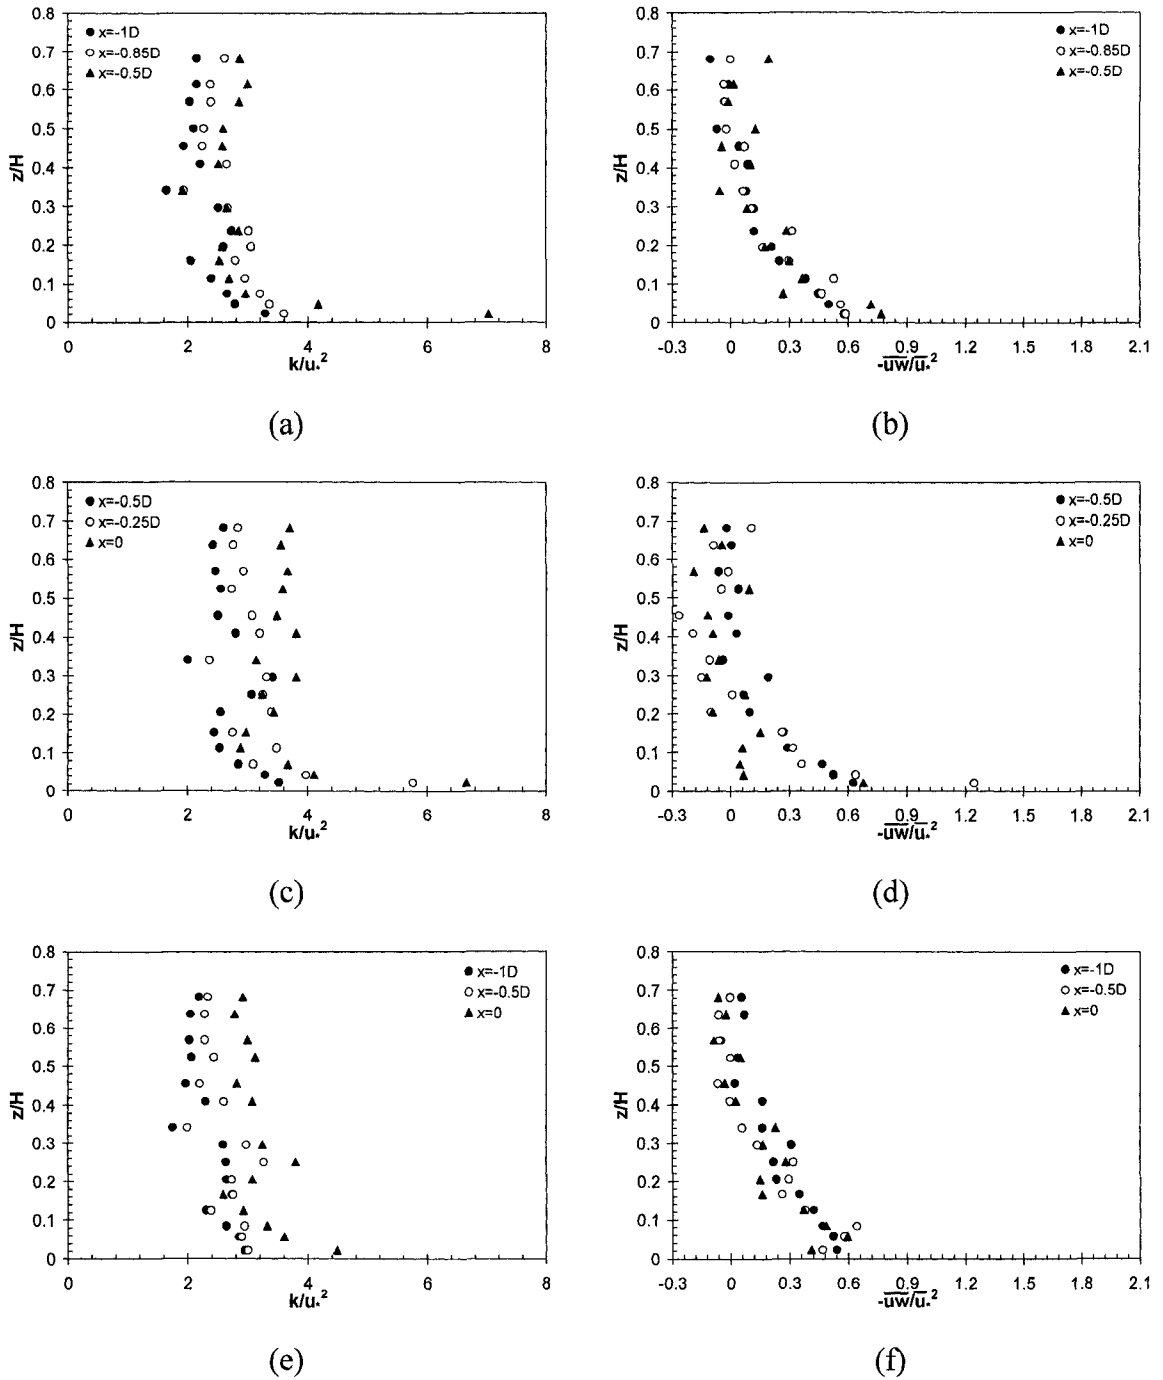 0.8
0.7
0.6
0.5
0.4
0.3
0.2
0.1
0
z/H
x=-1D
x=-0.85D
x=-0.5D
0 2 4 6 8
k/u*²
(a)
0.8
0.7
0.6
0.5
0.4
0.3
0.2
0.1
0
z/H
x=-1D
x=-0.85D
x=-0.5D
-0.3 0 0.3 0.6 0.9 1.2 1.5 1.8 2.1
-uw/u*²
(b)
0.8
0.7
0.6
0.5
0.4
0.3
0.2
0.1
0
z/H
x=-0.5D
x=-0.25D
x=0
0 2 4 6 8
k/u*²
(c)
0.8
0.7
0.6
0.5
0.4
0.3
0.2
0.1
0
z/H
x=-0.5D
x=-0.25D
x=0
-0.3 0 0.3 0.6 0.9 1.2 1.5 1.8 2.1
-uw/u*²
(d)
0.8
0.7
0.6
0.5
0.4
0.3
0.2
0.1
0
z/H
x=-1D
x=-0.5D
x=0
0 2 4 6 8
k/u*²
(e)
0.8
0.7
0.6
0.5
0.4
0.3
0.2
0.1
0
z/H
x=-1D
x=-0.5D
x=0
-0.3 0 0.3 0.6 0.9 1.2 1.5 1.8 2.1
-uw/u*²
(f)